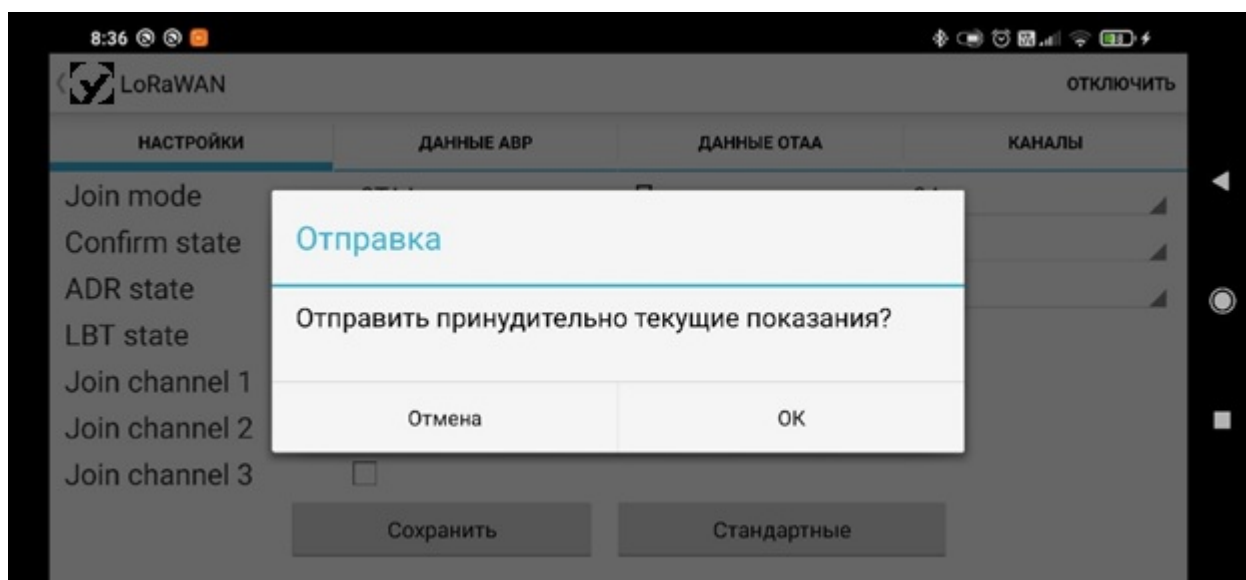 8:36
LoRaWAN
ОТКЛЮЧИТЬ
НАСТРОЙКИ
ДАННЫЕ АВР
ДАННЫЕ ОТАА
КАНАЛЫ
Join mode
Confirm state
ADR state
LBT state
Join channel 1
Join channel 2
Join channel 3
Отправка
Отправить принудительно текущие показания?
Отмена
ОК
Сохранить
Стандартные